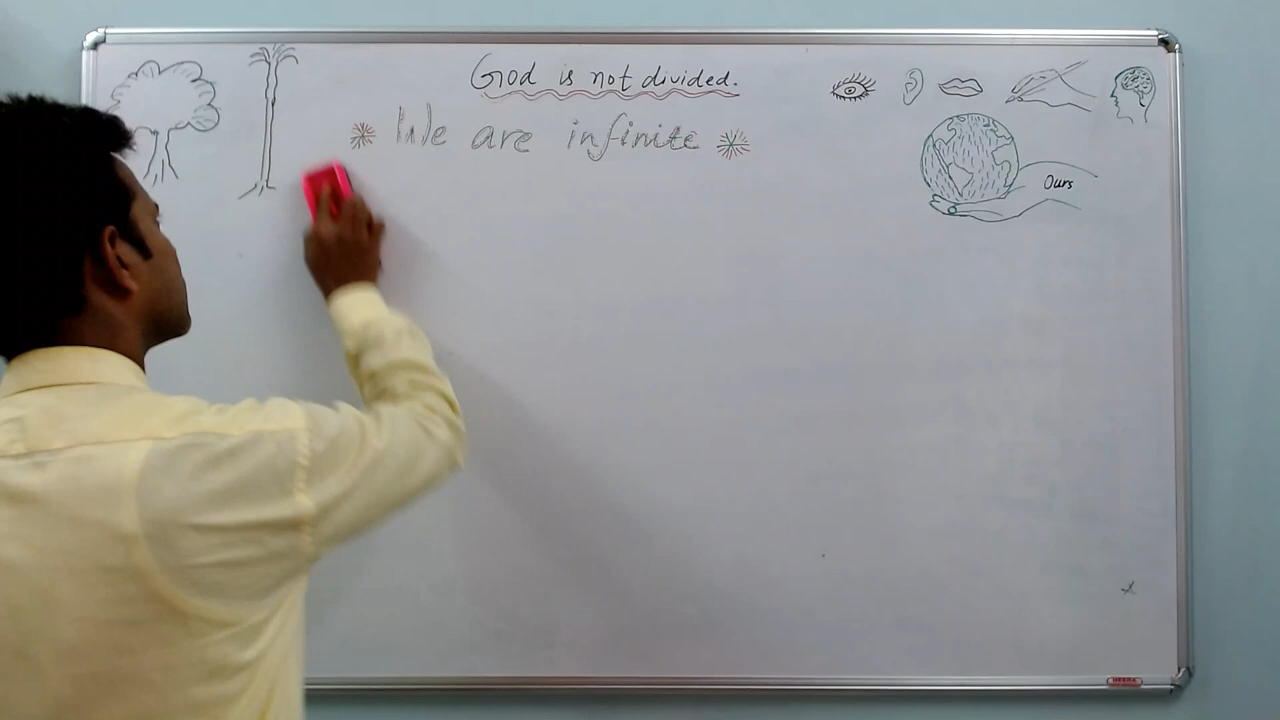 God is not divided.
We are infinite
Ours